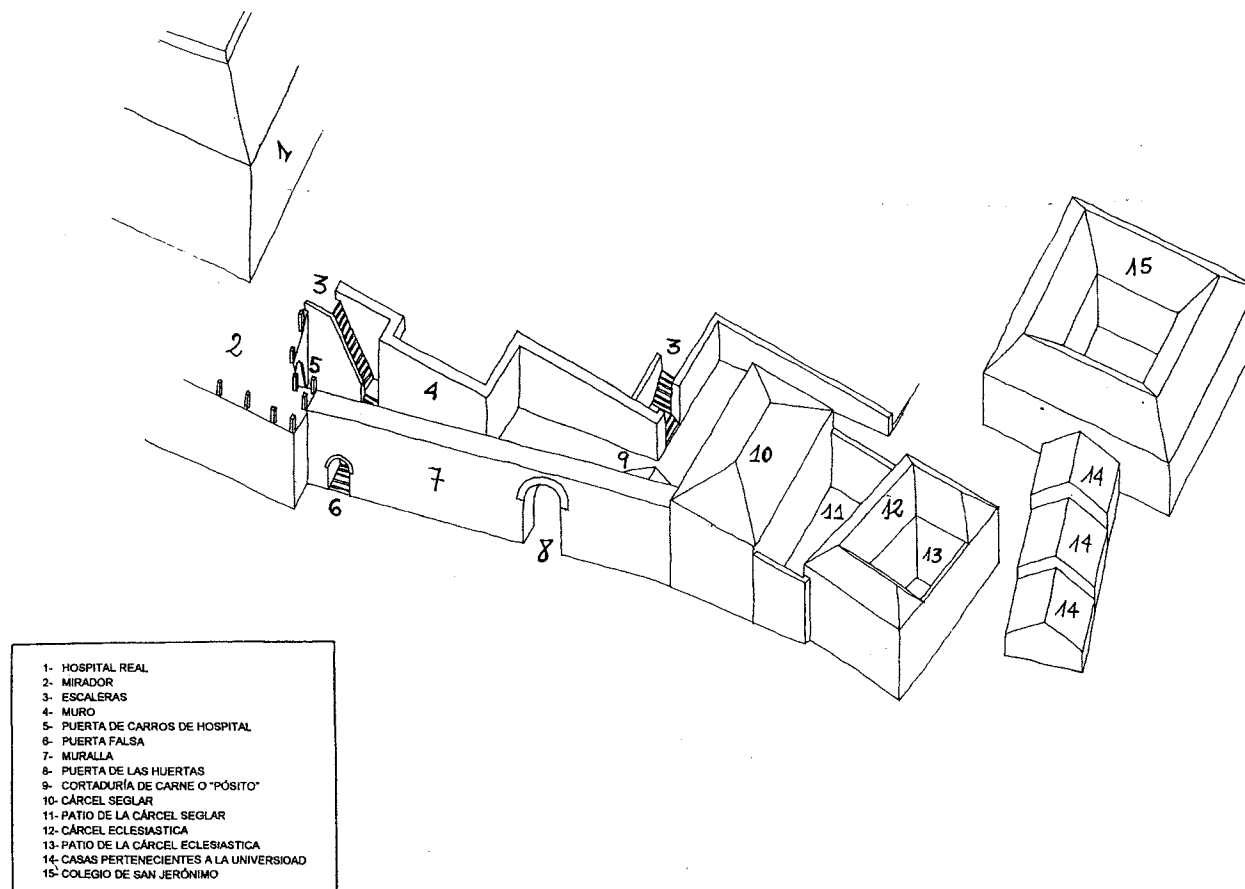 1
3
2
5
3
4
15
9
10
7
14
6
11
12
8
13
14
14
1- HOSPITAL REAL
2- MIRADOR
3- ESCALERAS
4- MURO
5- PUERTA DE CARROS DE HOSPITAL
6- PUERTA FALSA
7- MURALLA
8- PUERTA DE LAS HUERTAS
9- CORTADURÍA DE CARNE O "PÓSITO"
10- CÁRCEL SEGLAR
11- PATIO DE LA CÁRCEL SEGLAR
12- CÁRCEL ECLESIASTICA
13- PATIO DE LA CÁRCEL ECLESIASTICA
14- CASAS PERTENECIENTES A LA UNIVERSIDAD
15- COLEGIO DE SAN JERÓNIMO